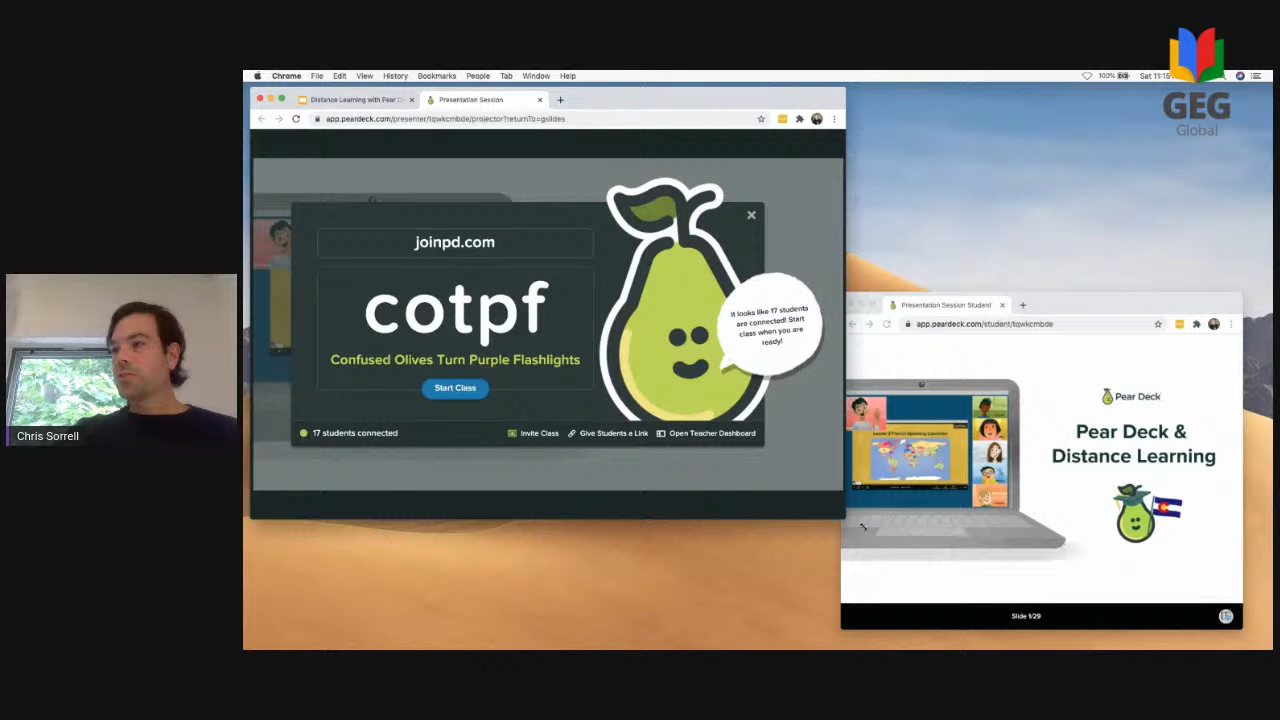 GEG
Global
Chrome File Edit View History Bookmarks People Tab Window Help
100%
Distance Learning with Pear D
Presentation Session
app.peardeck.com/presenter/tqwkcmbde/projector?returnTo=gslides
joinpd.com
cotpf
Confused Olives Turn Purple Flashlights
Start Class
It looks like 17 students
are connected! Start
class when you are
ready!
17 students connected
Invite Class
Give Students a Link
Open Teacher Dashboard
Chris Sorrell
Presentation Session Student
app.peardeck.com/student/tqwkcmbde
Pear Deck
Pear Deck &
Distance Learning
Slide 1/29